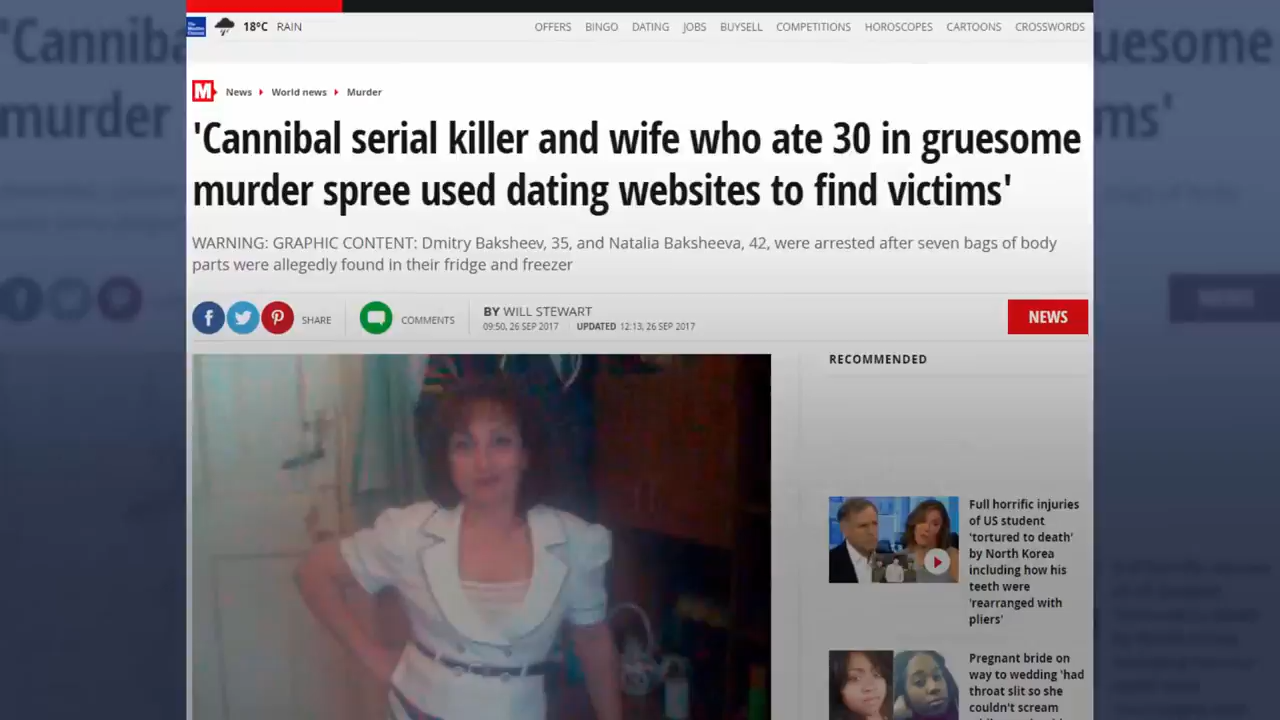 18°C RAIN
OFFERS BINGO DATING JOBS BUYSELL COMPETITIONS HOROSCOPES CARTOONS CROSSWORDS
'Canniba
uesome
murder
ms'
M News World news Murder
'Cannibal serial killer and wife who ate 30 in gruesome
murder spree used dating websites to find victims'
WARNING: GRAPHIC CONTENT: Dmitry Baksheev, 35, and Natalia Baksheeva, 42, were arrested after seven bags of body
parts were allegedly found in their fridge and freezer
SHARE
COMMENTS
BY WILL STEWART
09:50, 26 SEP 2017 UPDATED 12:13, 26 SEP 2017
NEWS
RECOMMENDED
Full horrific injuries
of US student
'tortured to death'
by North Korea
including how his
teeth were
'rearranged with
pliers'
Pregnant bride on
way to wedding 'had
throat slit so she
couldn't scream